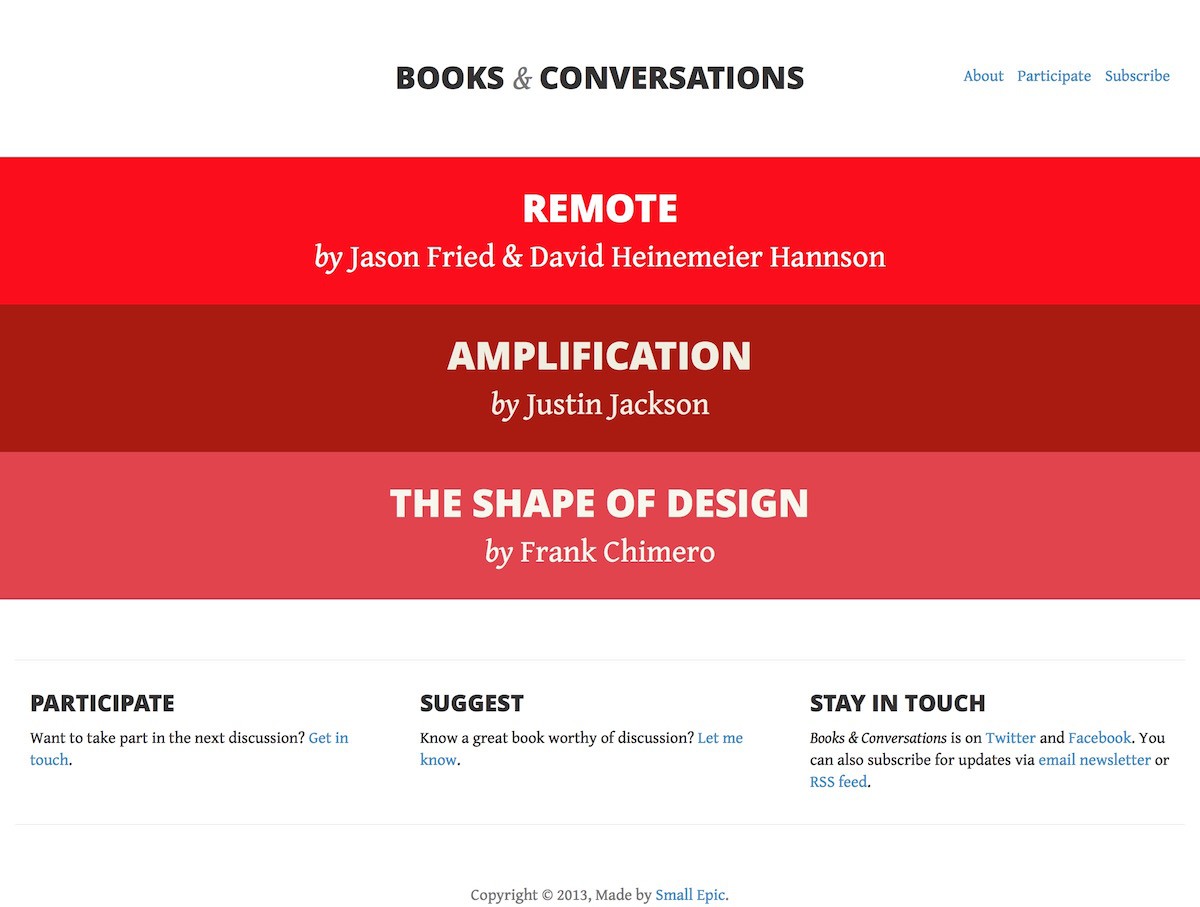 BOOKS & CONVERSATIONS
About Participate Subscribe
REMOTE
by Jason Fried & David Heinemeier Hannson
AMPLIFICATION
by Justin Jackson
THE SHAPE OF DESIGN
by Frank Chimero
PARTICIPATE
Want to take part in the next discussion? Get in
touch.
SUGGEST
Know a great book worthy of discussion? Let me
know.
STAY IN TOUCH
Books & Conversations is on Twitter and Facebook. You
can also subscribe for updates via email newsletter or
RSS feed.
Copyright © 2013, Made by Small Epic.